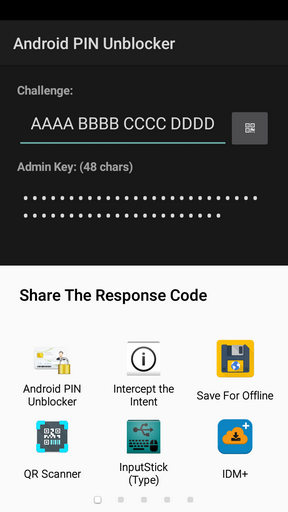 Android PIN Unblocker
Challenge:
AAAA BBBB CCCC DDDD
Admin Key: (48 chars)
Share The Response Code
Android PIN
Unblocker
Intercept the
Intent
Save For Offline
QR Scanner
InputStick
(Type)
IDM+